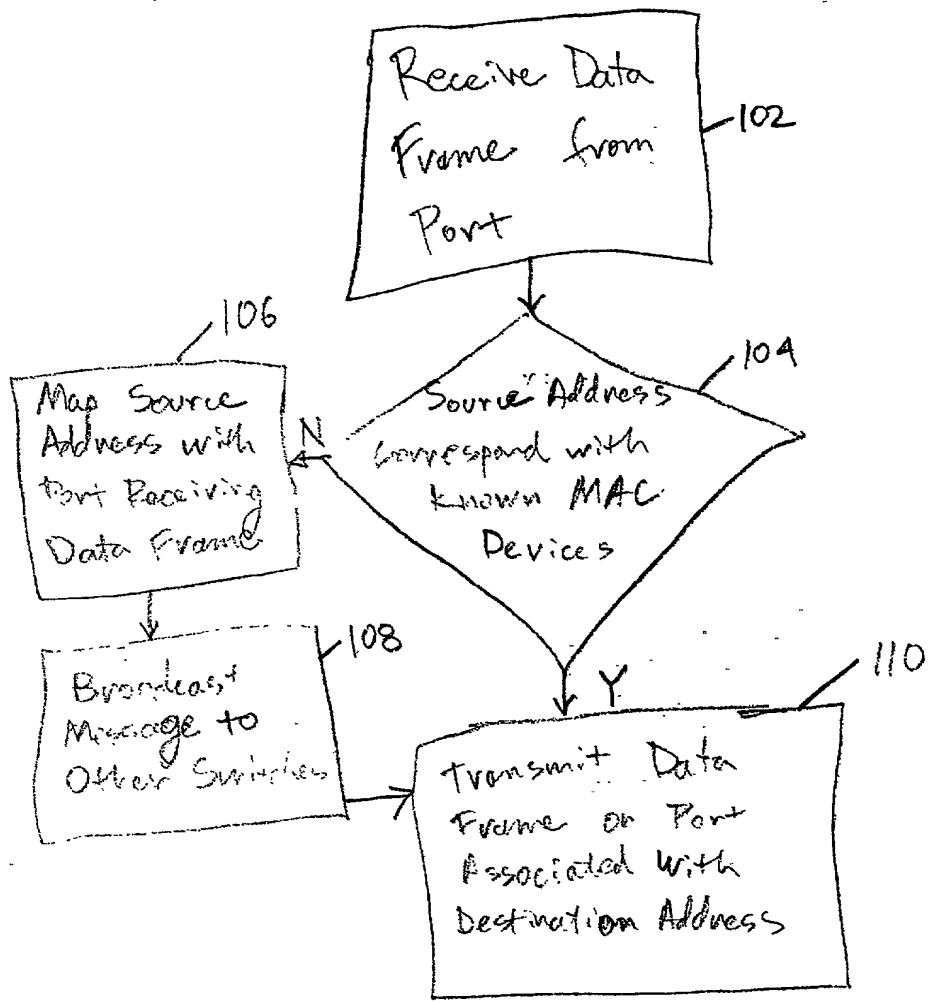 Receive Data
Frame from
Port
102
104
Source Address
Correspond with
Known MAC
Devices
N
Y
106
Map Source
Address with
Port Receiving
Data Frame
108
Broadcast
Message to
Other Switches
110
Transmit Data
Frame on Port
Associated with
Destination Address